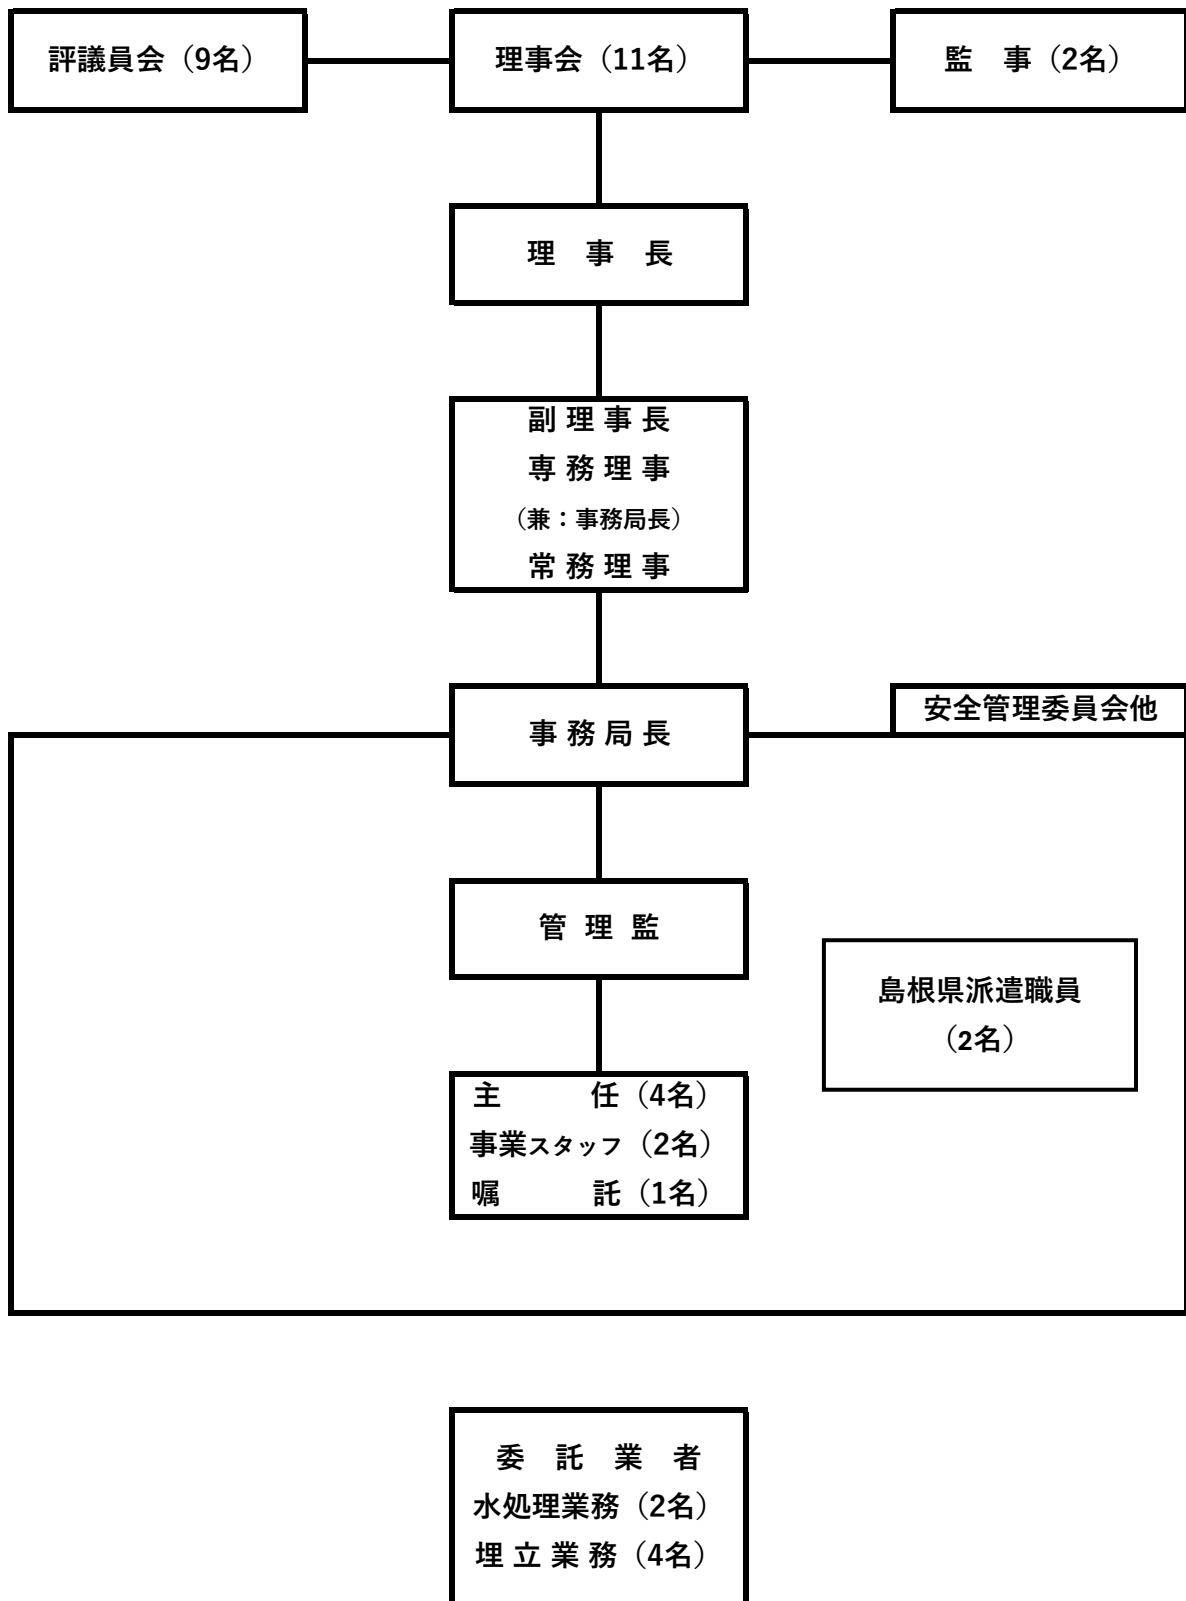 評議員会（9名）
理事会（11名）
監　事（2名）
理　事　長
副 理 事 長
専 務 理 事
（兼：事務局長）
常 務 理 事
事 務 局 長
安全管理委員会他
管 理 監
島根県派遣職員
（2名）
主　　　任（4名）
事業スタッフ（2名）
嘱　　　託（1名）
委　託　業　者
水処理業務（2名）
埋 立 業 務（4名）